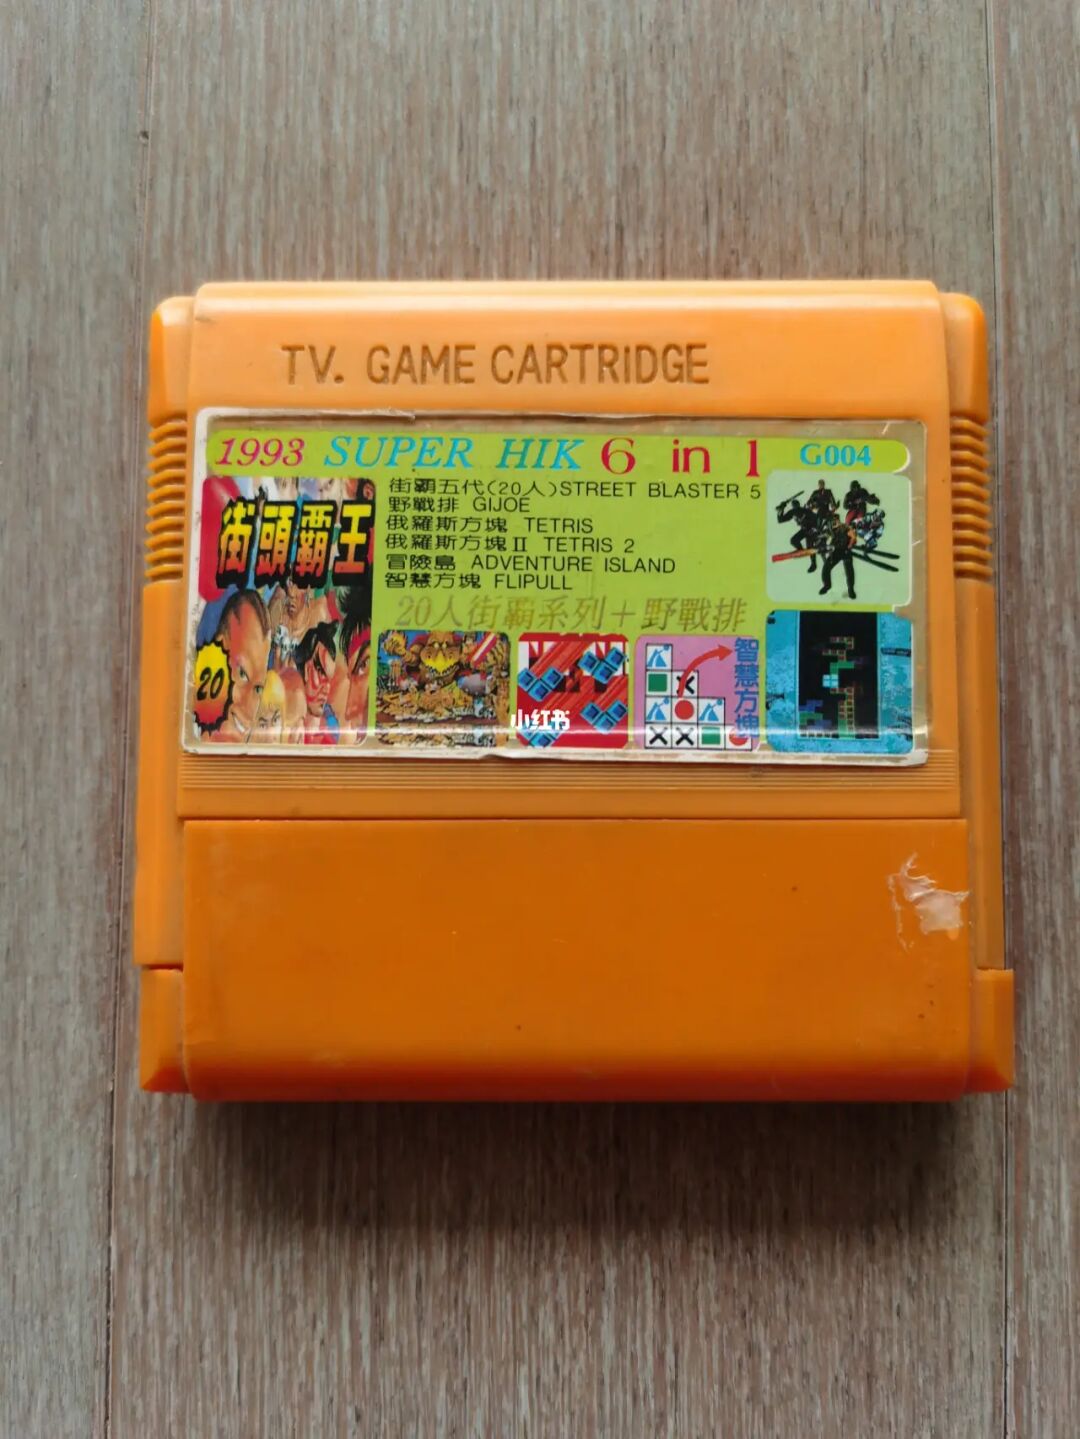 TV. GAME CARTRIDGE
1993 SUPER HIK 6 in 1 G004
街霸五代(20人)STREET BLASTER 5
野戰排 GIJOE
俄羅斯方塊 TETRIS
俄羅斯方塊II TETRIS 2
冒險島 ADVENTURE ISLAND
智慧方塊 FLIPULL
20人街霸系列+野戰排
街頭霸王
20
智慧方塊
小红书